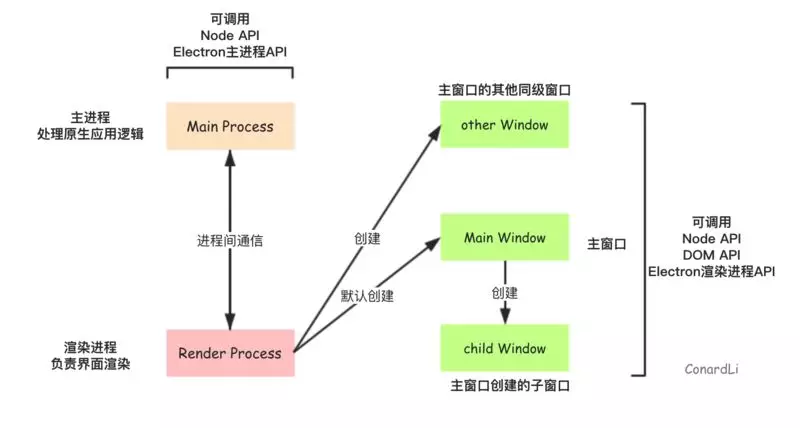 可调用
Node API
Electron主进程API
主窗口的其他同级窗口
主进程
处理原生应用逻辑
Main Process
other Window
进程间通信
创建
Main Window
主窗口
可调用
Node API
DOM API
Electron渲染进程API
默认创建
创建
渲染进程
负责界面渲染
Render Process
child Window
主窗口创建的子窗口
ConardLi